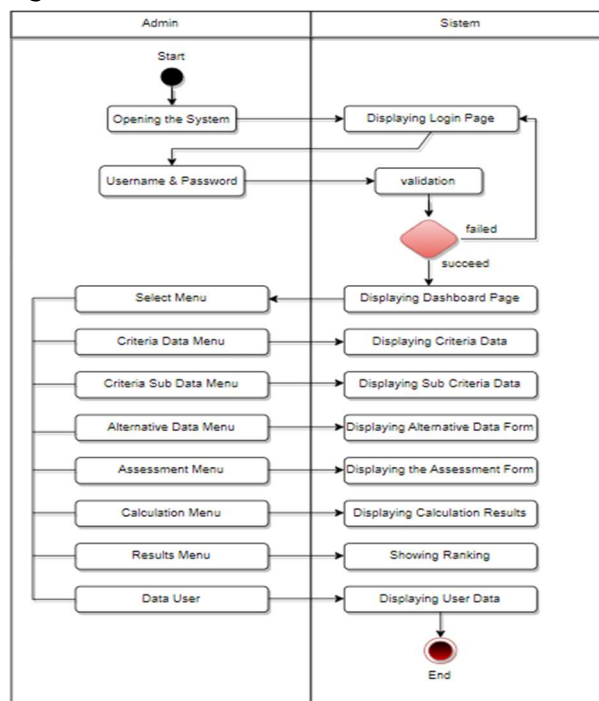 Admin
Sistem
Start
Opening the System
Displaying Login Page
Username & Password
validation
failed
succeed
Select Menu
Displaying Dashboard Page
Criteria Data Menu
Displaying Criteria Data
Criteria Sub Data Menu
Displaying Sub Criteria Data
Alternative Data Menu
Displaying Alternative Data Form
Assessment Menu
Displaying the Assessment Form
Calculation Menu
Displaying Calculation Results
Results Menu
Showing Ranking
Data User
Displaying User Data
End